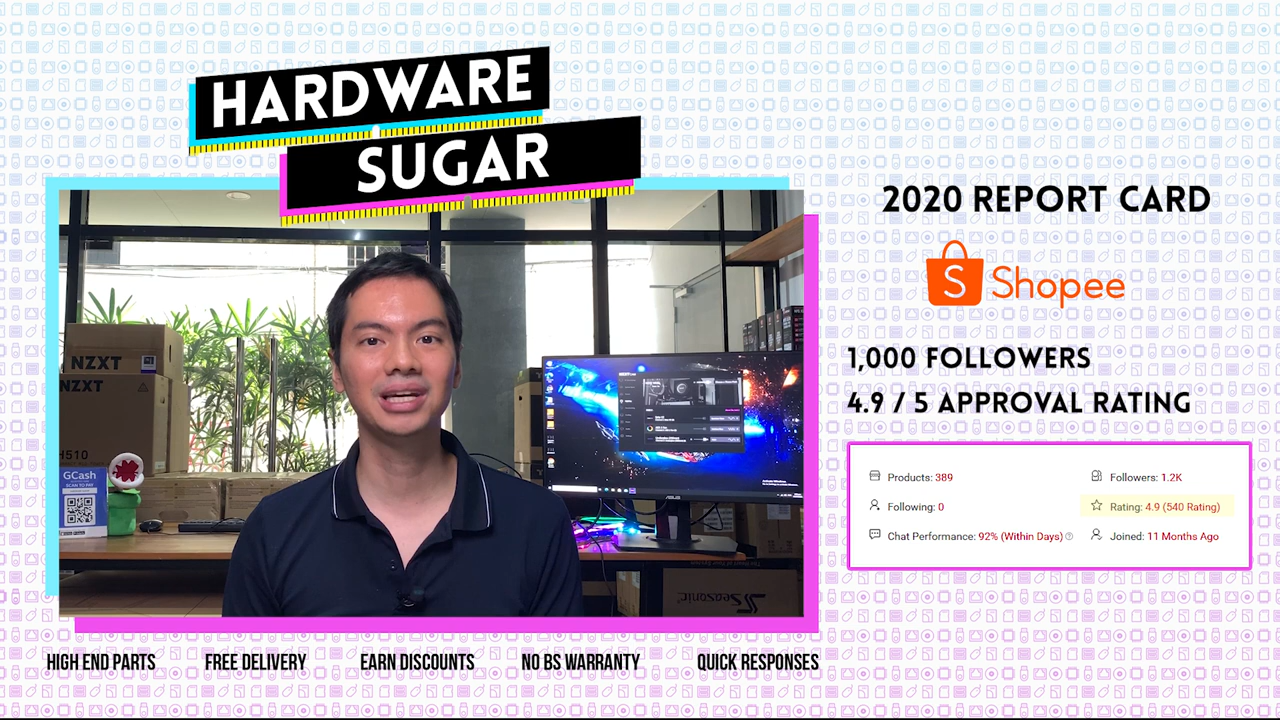 HARDWARE
SUGAR
2020 REPORT CARD
S Shopee
1,000 FOLLOWERS
4.9 / 5 APPROVAL RATING
Products: 389
Followers: 1.2K
Following: 0
Rating: 4.9 (540 Rating)
Chat Performance: 92% (Within Days)
Joined: 11 Months Ago
NZXT
NZXT
H510
GCash
SCAN TO PAY
ASUS
Seasonic
HIGH END PARTS
FREE DELIVERY
EARN DISCOUNTS
NO BS WARRANTY
QUICK RESPONSES